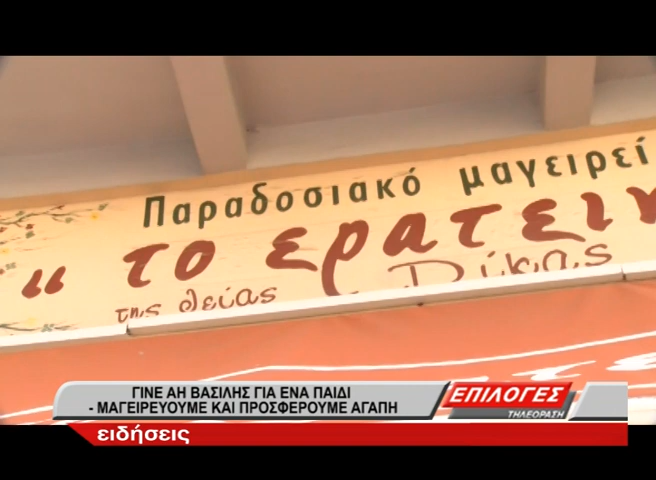 Παραδοσιακό μαγειρεί
" το ερατειν
της θείας Ρίκας
ΓΙΝΕ ΑΗ ΒΑΣΙΛΗΣ ΓΙΑ ΕΝΑ ΠΑΙΔΙ
- ΜΑΓΕΙΡΕΥΟΥΜΕ ΚΑΙ ΠΡΟΣΦΕΡΟΥΜΕ ΑΓΑΠΗ
ΕΠΙΛΟΓΕΣ
ΤΗΛΕΟΡΑΣΗ
ειδήσεις